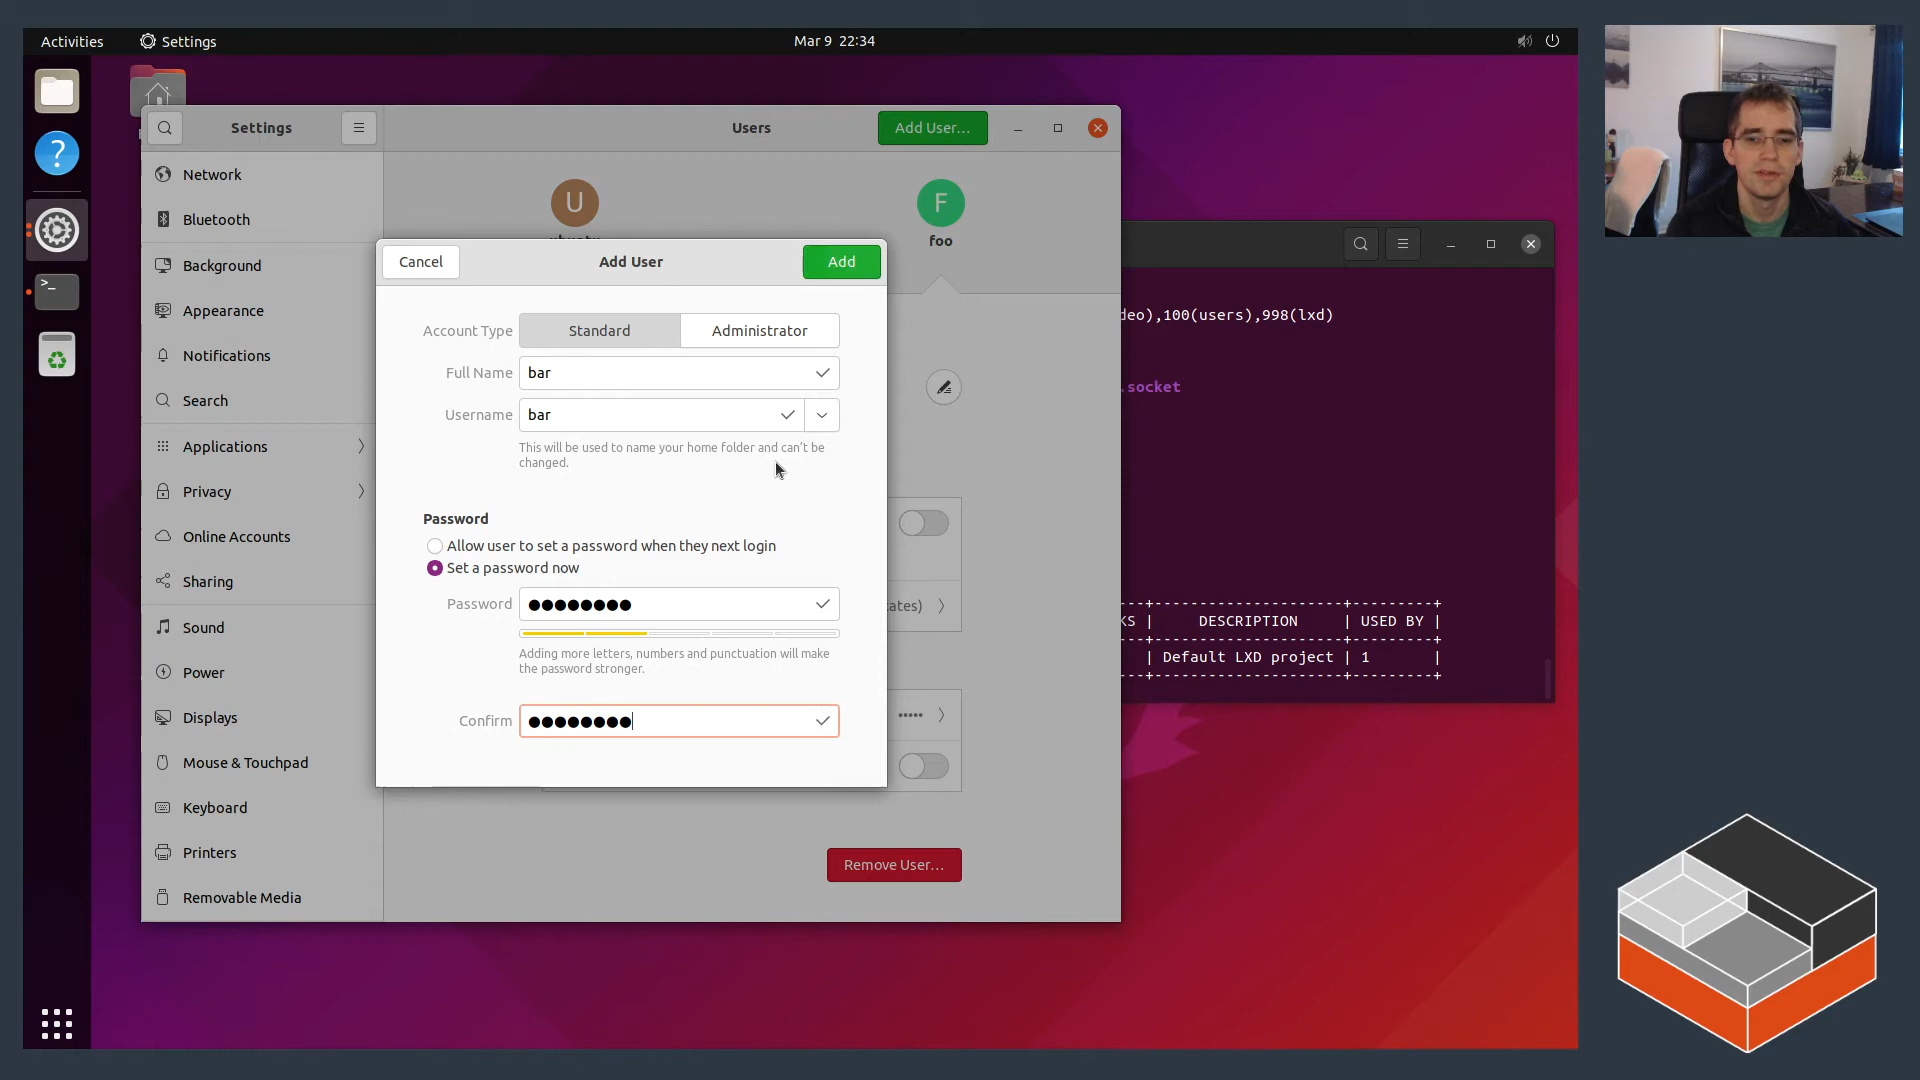 Activities
Settings
Mar 9 22:34
Settings
Users
Add User...
Network
Bluetooth
Background
Appearance
Notifications
Search
Applications
Privacy
Online Accounts
Sharing
Sound
Power
Displays
Mouse & Touchpad
Keyboard
Printers
Removable Media
U
F
foo
Cancel
Add User
Add
Account Type
Standard
Administrator
Full Name
bar
Username
bar
This will be used to name your home folder and can't be
changed.
Password
Allow user to set a password when they next login
Set a password now
Password
●●●●●●●●
Adding more letters, numbers and punctuation will make
the password stronger.
Confirm
●●●●●●●●
ates)
•••••
Remove User...
deo),100(users),998(lxd)
.socket
---+---------------------+---------+
KS | DESCRIPTION | USED BY |
---+---------------------+---------+
| Default LXD project | 1 |
---+---------------------+---------+